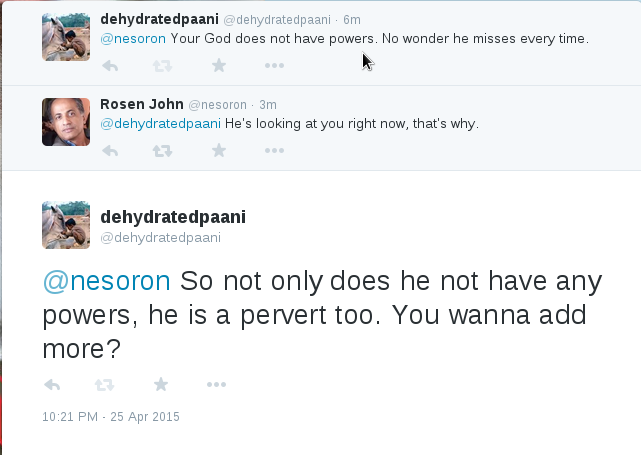 dehydratedpaani @dehydratedpaani · 6m
@nesoron Your God does not have powers. No wonder he misses every time.
Rosen John @nesoron · 3m
@dehydratedpaani He's looking at you right now, that's why.
dehydratedpaani
@dehydratedpaani
@nesoron So not only does he not have any
powers, he is a pervert too. You wanna add
more?
10:21 PM - 25 Apr 2015